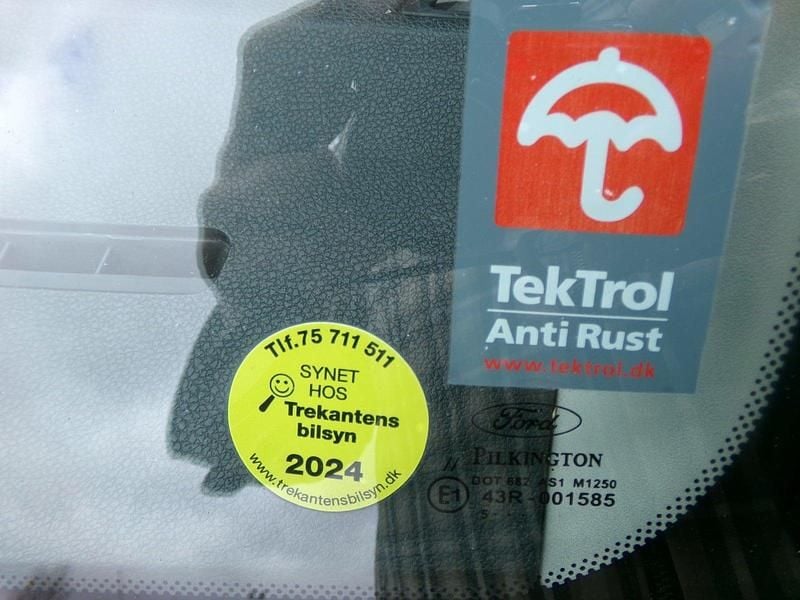 TekTrol
Anti Rust
www.tektrol.dk
Tlf.75 711 511
SYNET
HOS
Trekantens
bilsyn
2024
www.trekantensbilsyn.dk
Ford
PILKINGTON
DOT 682 AS1 M1250
E1 43R-001585